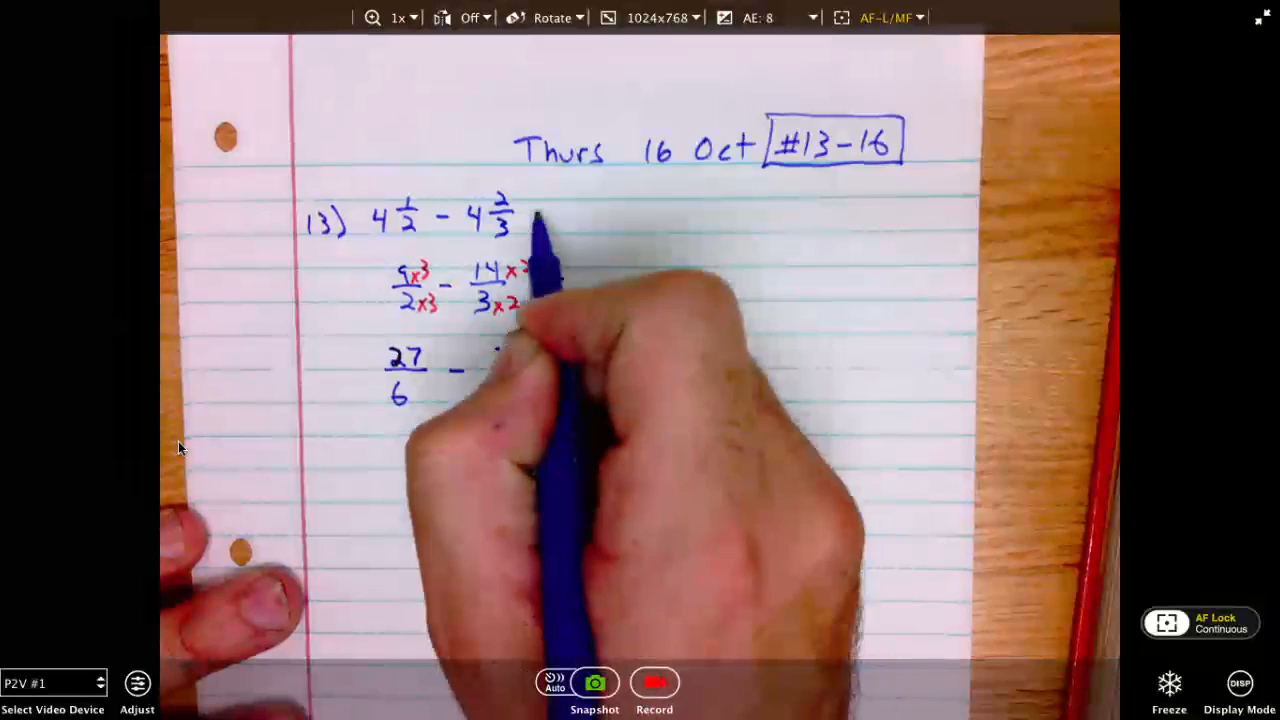 1x Off Rotate 1024x768 AE: 8 AF-L/MF
Thurs 16 Oct #13-16
13) 4 1/2 - 4 2/3
9x3/2x3 - 14x/3x2
27/6 -
AF Lock
Continuous
P2V #1
Auto
Select Video Device Adjust Snapshot Record Freeze DISP Display Mode